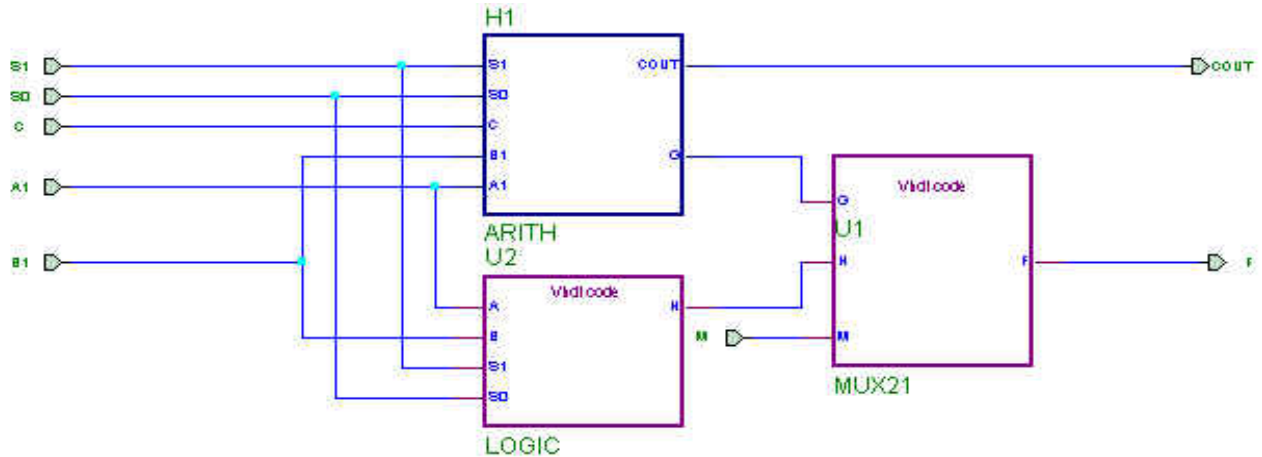 H1
S1 S1 COUT COUT
S0 S0
C C
B1 G
A1 A1 Vhdl code
G
ARITH U1
U2
B1 H F F
Vhdl code
A H
B M M
S1
S0 MUX21
LOGIC